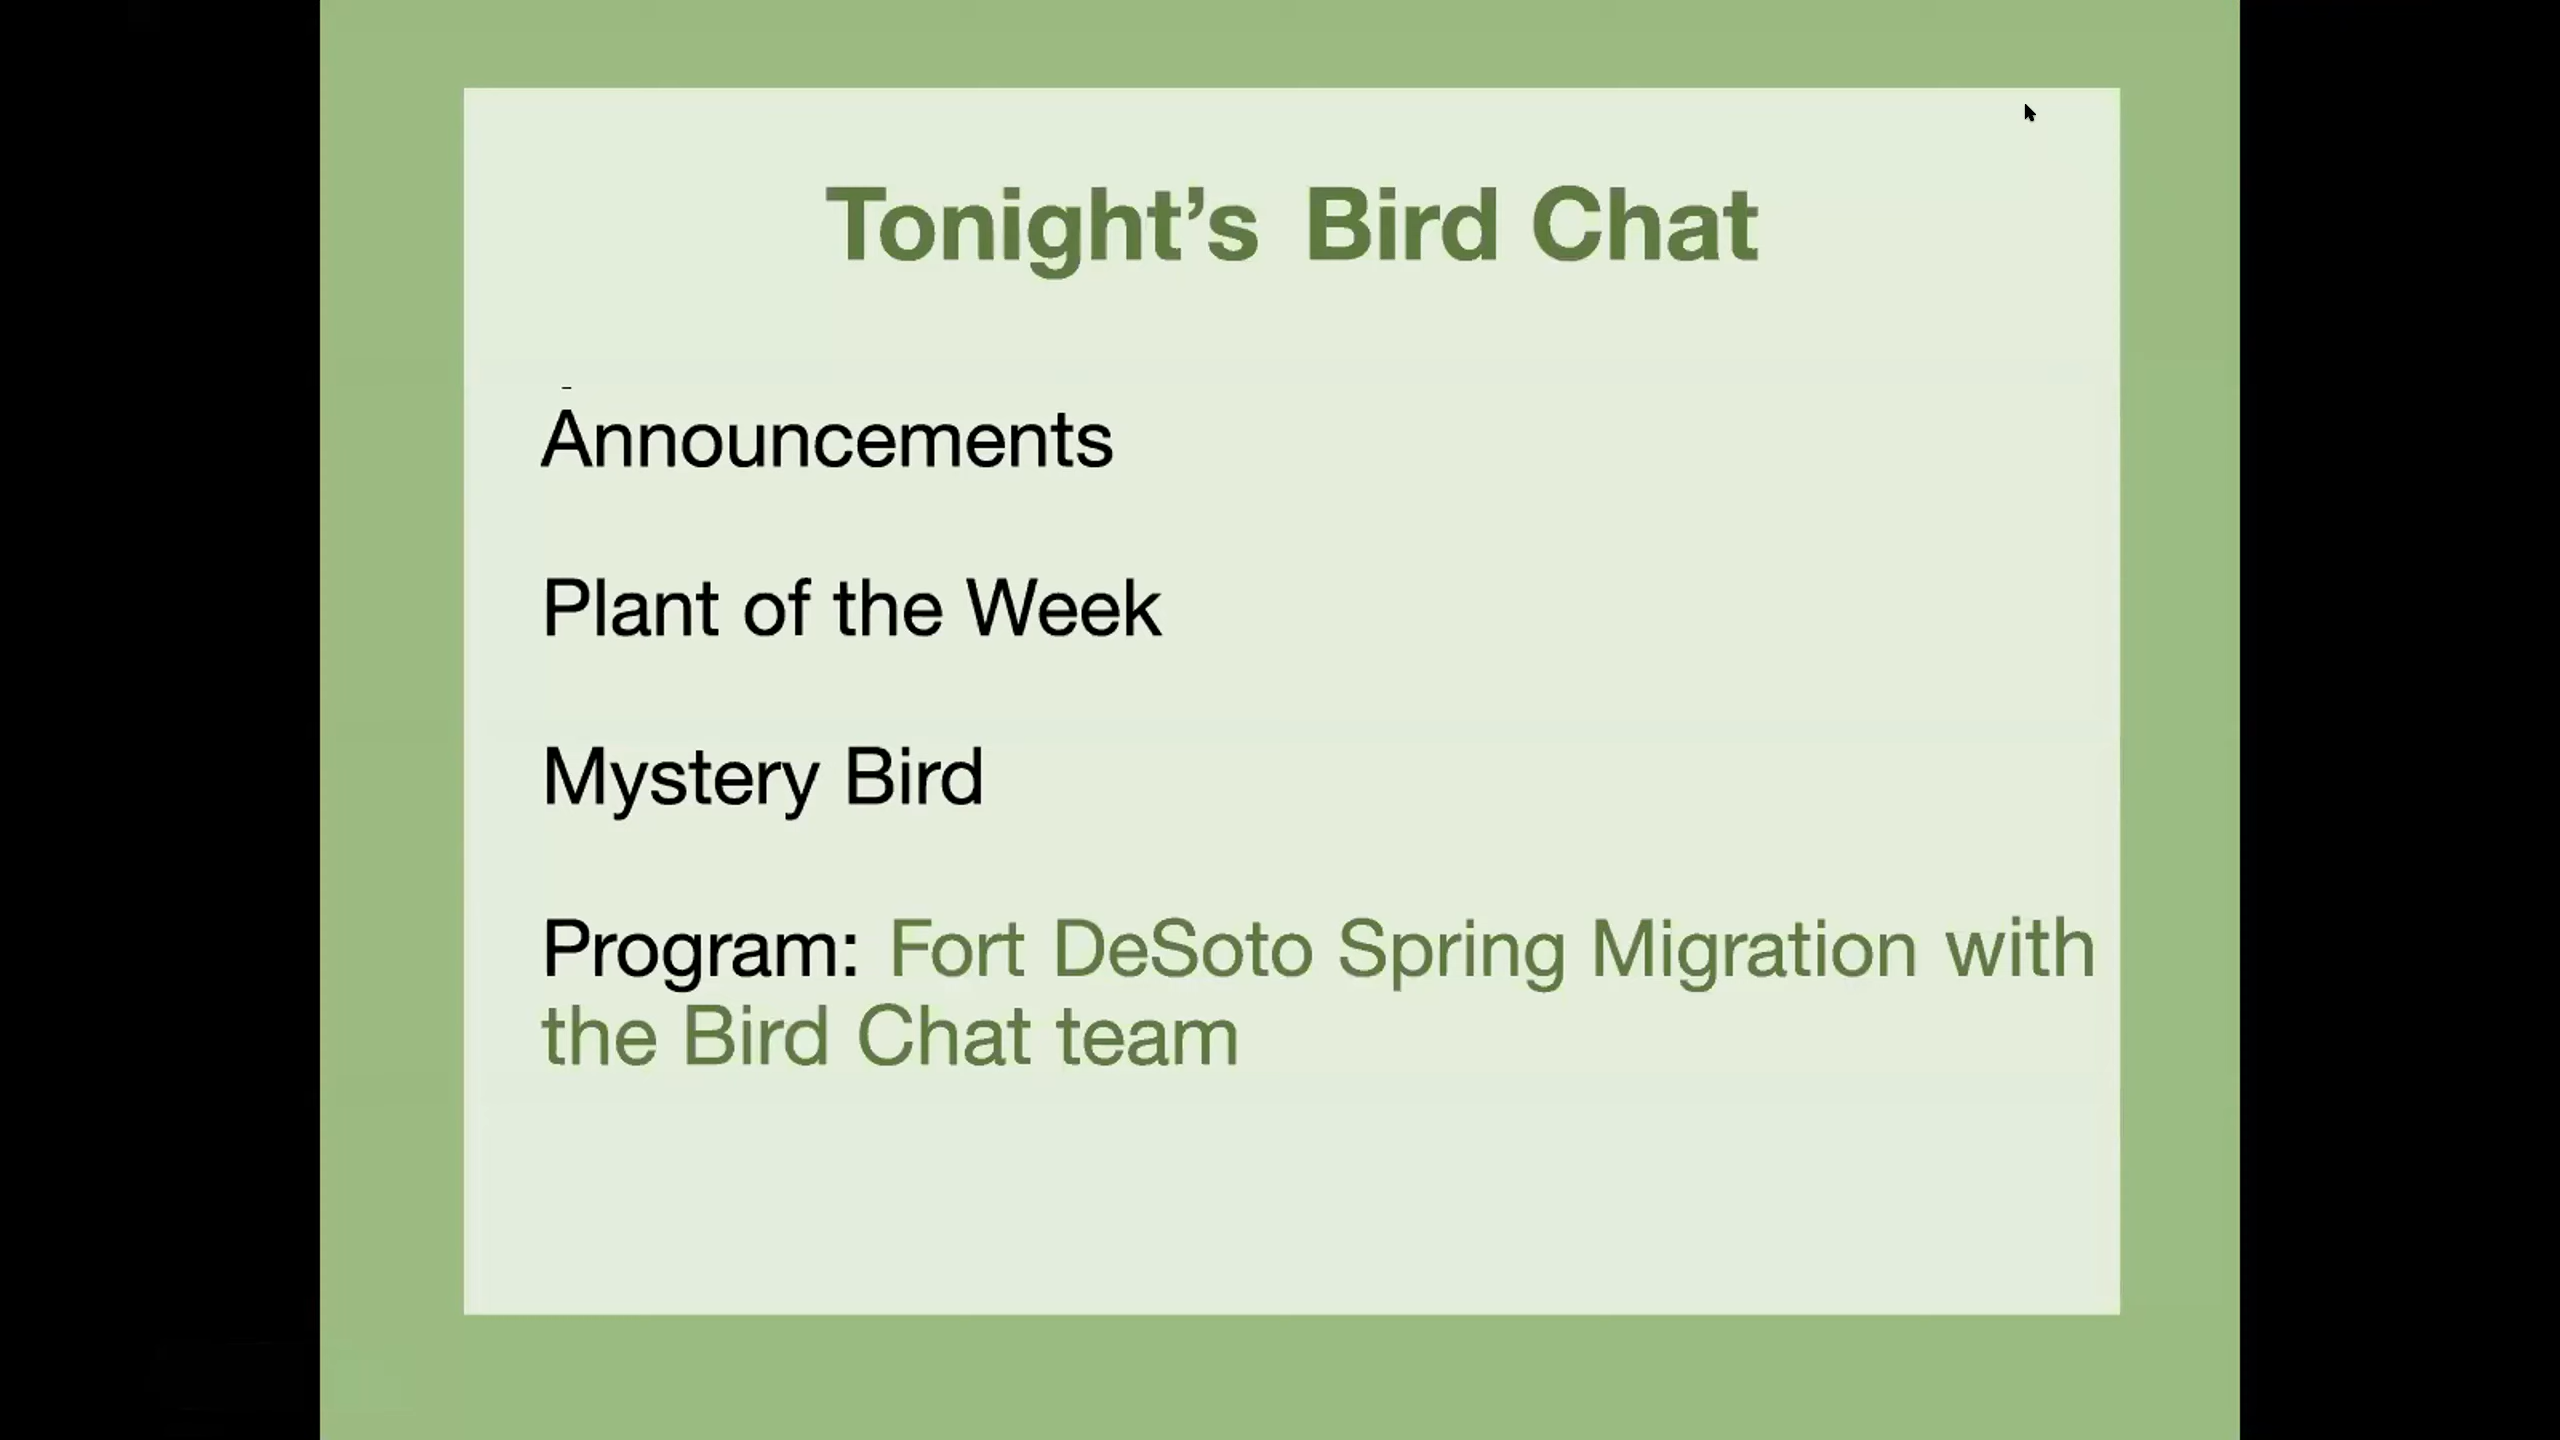 Tonight’s Bird Chat
Announcements
Plant of the Week
Mystery Bird
Program: Fort DeSoto Spring Migration with
the Bird Chat team